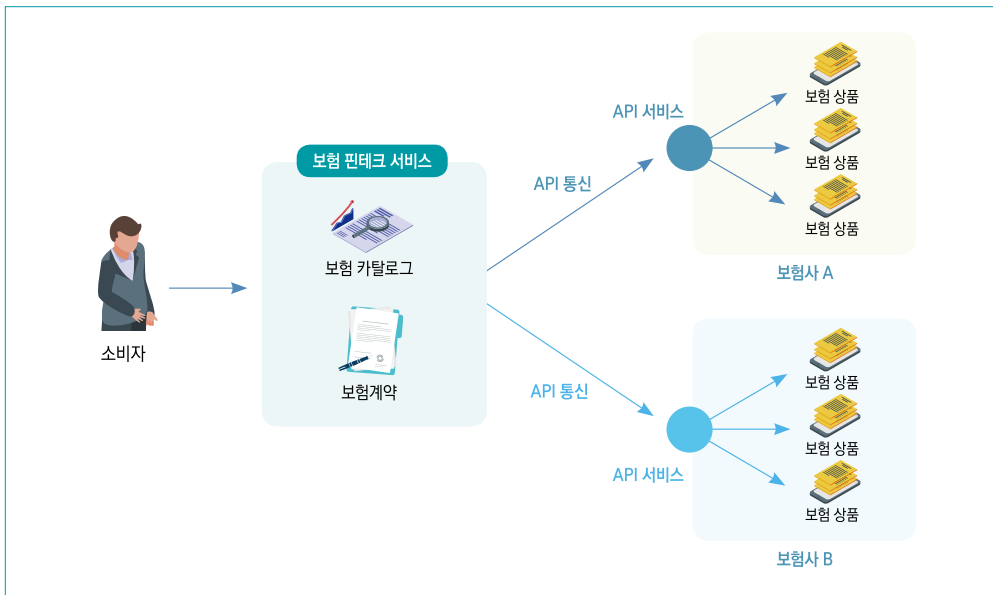 소비자
보험 핀테크 서비스
보험 카탈로그
보험계약
API 통신
API 서비스
보험 상품
보험 상품
보험 상품
보험사 A
API 통신
API 서비스
보험 상품
보험 상품
보험 상품
보험사 B